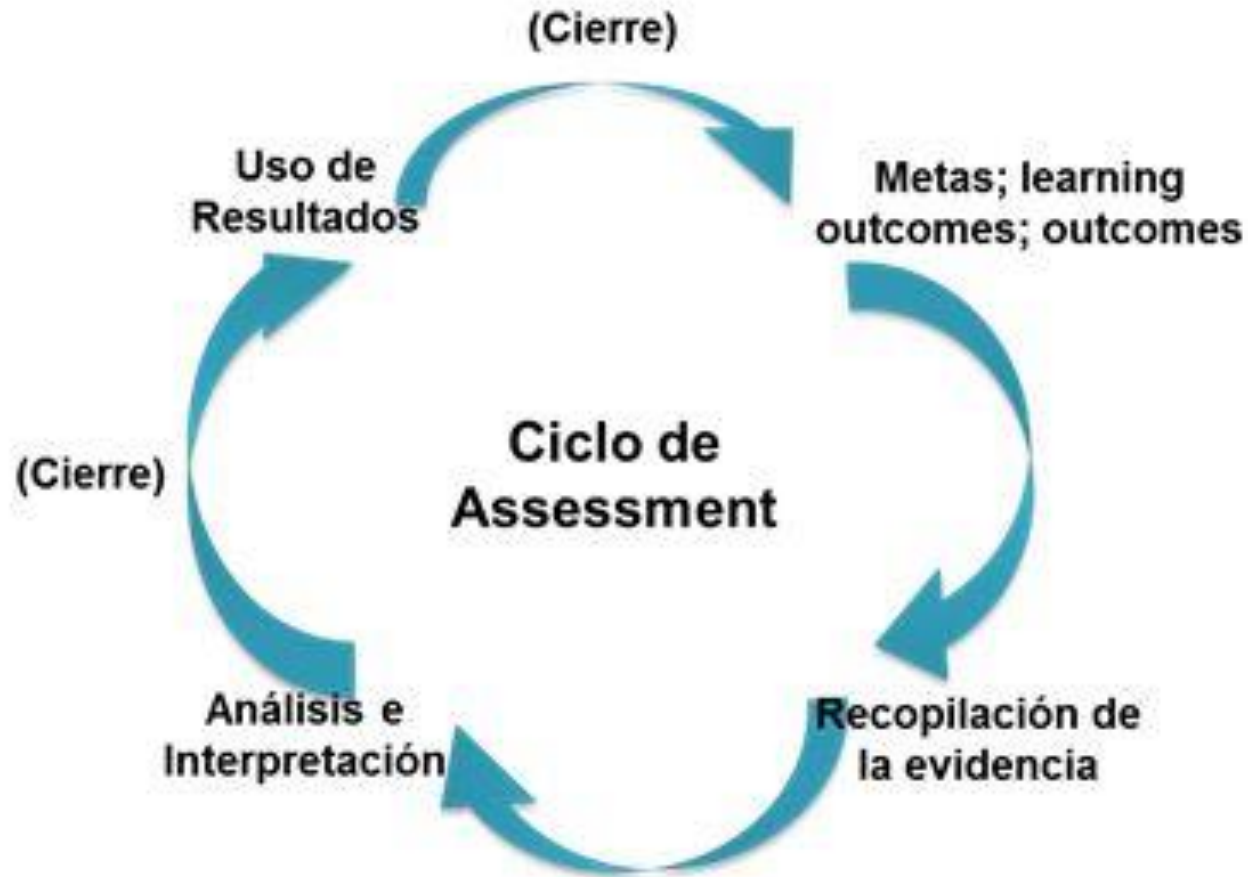 (Cierre)
Uso de
Resultados
Metas; learning
outcomes; outcomes
(Cierre)
Ciclo de
Assessment
Análisis e
Interpretación
Recopilación de
la evidencia